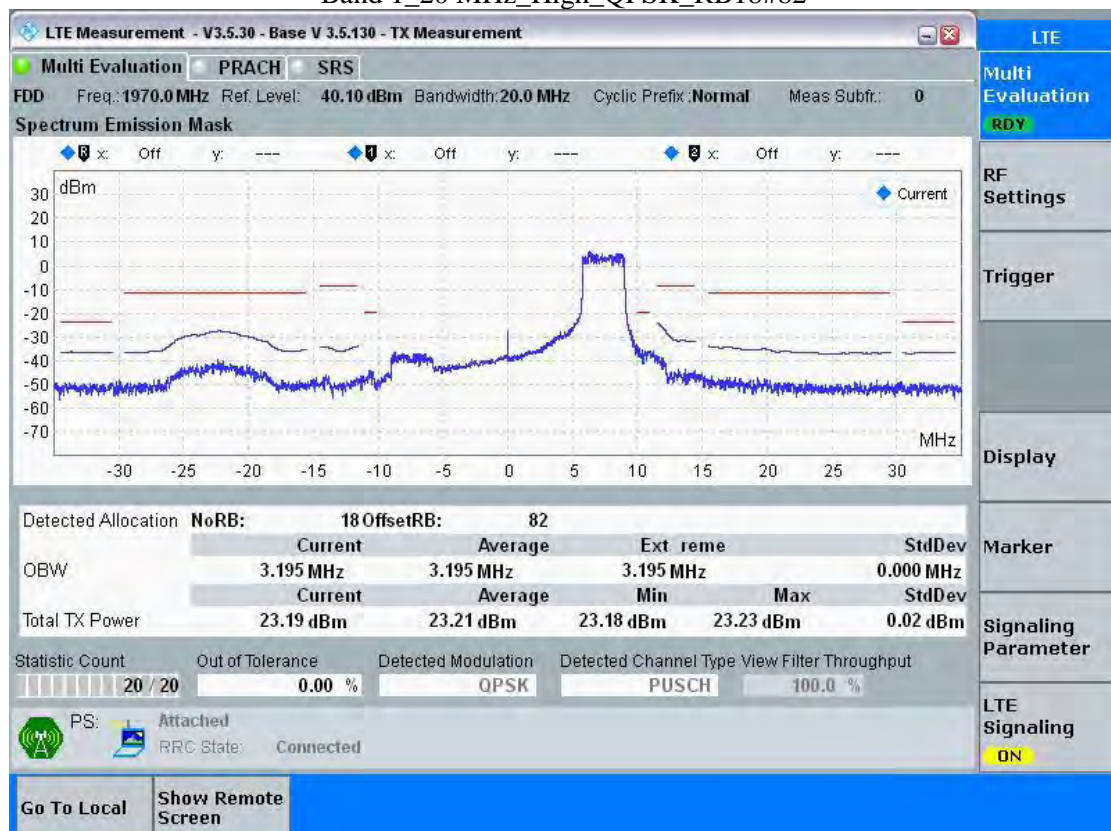 Band 1_20 MHz_High_QPSK_RB18#82
LTE Measurement - V3.5.30 - Base V 3.5.130 - TX Measurement
LTE
Multi Evaluation PRACH SRS
Multi
Evaluation
RDY
FDD Freq.: 1970.0 MHz Ref. Level: 40.10 dBm Bandwidth: 20.0 MHz Cyclic Prefix : Normal Meas Subfr.: 0
Spectrum Emission Mask
R x: Off y: --- 1 x: Off y: --- 2 x: Off y: ---
dBm
Current
30
20
10
0
-10
-20
-30
-40
-50
-60
-70
MHz
-30 -25 -20 -15 -10 -5 0 5 10 15 20 25 30
RF
Settings
Trigger
Display
Marker
Signaling
Parameter
LTE
Signaling
ON
Detected Allocation NoRB: 18 OffsetRB: 82
Current Average Ext reme StdDev
OBW 3.195 MHz 3.195 MHz 3.195 MHz 0.000 MHz
Current Average Min Max StdDev
Total TX Power 23.19 dBm 23.21 dBm 23.18 dBm 23.23 dBm 0.02 dBm
Statistic Count Out of Tolerance Detected Modulation Detected Channel Type View Filter Throughput
20 / 20 0.00 % QPSK PUSCH 100.0 %
PS: Attached
RRC State: Connected
Go To Local
Show Remote
Screen